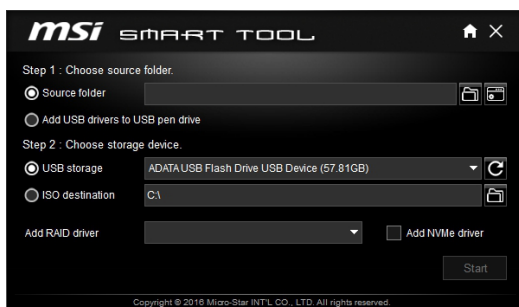 msi SMART TOOL
Step 1 : Choose source folder.
Source folder
Add USB drivers to USB pen drive
Step 2 : Choose storage device.
USB storage ADATA USB Flash Drive USB Device (57.81GB)
ISO destination C:\
Add RAID driver Add NVMe driver
Start
Copyright © 2016 Micro-Star INT'L CO., LTD. All rights reserved.